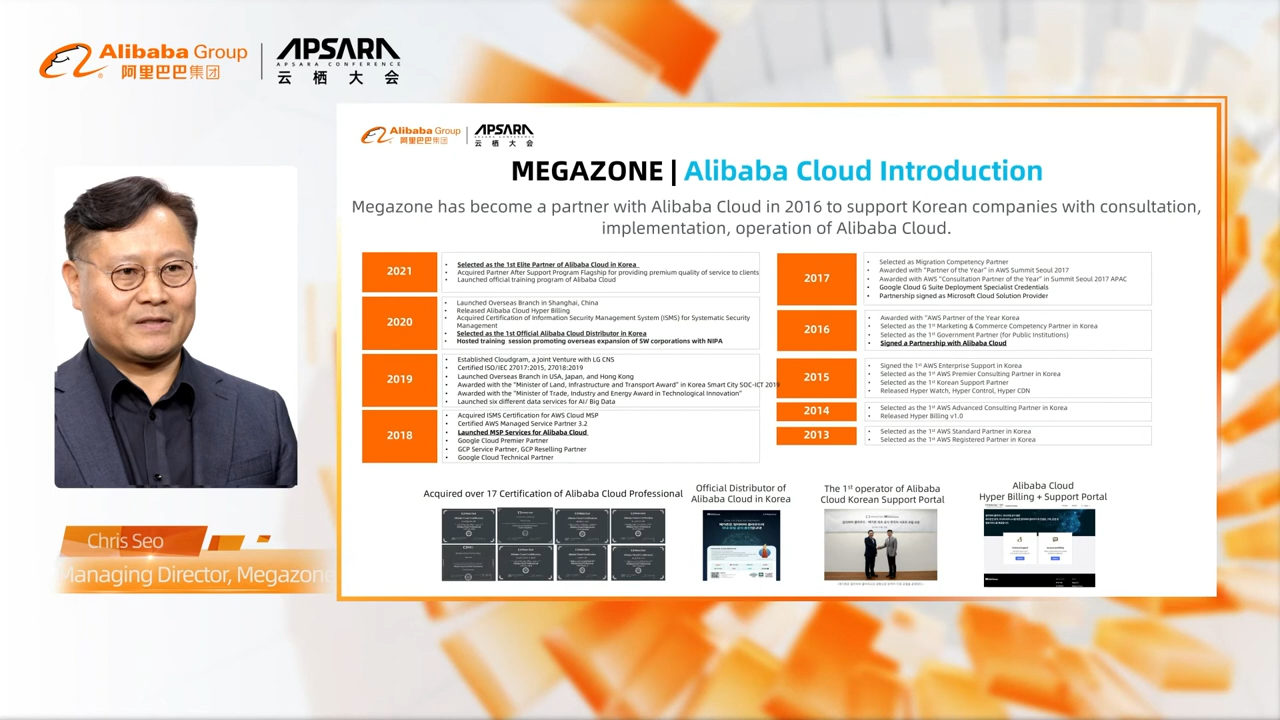 Alibaba Group
阿里巴巴集团
APSARA
APSARA CONFERENCE
云栖大会
Alibaba Group
阿里巴巴集团
APSARA
APSARA CONFERENCE
云栖大会
MEGAZONE | Alibaba Cloud Introduction
Megazone has become a partner with Alibaba Cloud in 2016 to support Korean companies with consultation,
implementation, operation of Alibaba Cloud.
2021
• Selected as the 1st Elite Partner of Alibaba Cloud in Korea
• Acquired Partner After Support Program Flagship for providing premium quality of service to clients
• Launched official training program of Alibaba Cloud
2020
• Launched Overseas Branch in Shanghai, China
• Released Alibaba Cloud Hyper Billing
• Acquired Certification of Information Security Management System (ISMS) for Systematic Security
Management
• Selected as the 1st Official Alibaba Cloud Distributor in Korea
• Hosted training session promoting overseas expansion of SW corporations with NIPA
2019
• Established Cloudgram, a Joint Venture with LG CNS
• Certified ISO/IEC 27017:2015, 27018:2019
• Launched Overseas Branch in USA, Japan, and Hong Kong
• Awarded with the "Minister of Land, Infrastructure and Transport Award" in Korea Smart City SOC-ICT 2019
• Awarded with the "Minister of Trade, Industry and Energy Award in Technological Innovation"
• Launched six different data services for AI/ Big Data
2018
• Acquired ISMS Certification for AWS Cloud MSP
• Certified AWS Managed Service Partner 3.2
• Launched MSP Services for Alibaba Cloud
• Google Cloud Premier Partner
• GCP Service Partner, GCP Reselling Partner
• Google Cloud Technical Partner
2017
• Selected as Migration Competency Partner
• Awarded with "Partner of the Year" in AWS Summit Seoul 2017
• Awarded with AWS "Consultation Partner of the Year" in Summit Seoul 2017 APAC
• Google Cloud G Suite Deployment Specialist Credentials
• Partnership signed as Microsoft Cloud Solution Provider
2016
• Awarded with "AWS Partner of the Year Korea
• Selected as the 1st Marketing & Commerce Competency Partner in Korea
• Selected as the 1st Government Partner (for Public Institutions)
• Signed a Partnership with Alibaba Cloud
2015
• Signed the 1st AWS Enterprise Support in Korea
• Selected as the 1st AWS Premier Consulting Partner in Korea
• Selected as the 1st Korean Support Partner
• Released Hyper Watch, Hyper Control, Hyper CDN
2014
• Selected as the 1st AWS Advanced Consulting Partner in Korea
• Released Hyper Billing v1.0
2013
• Selected as the 1st AWS Standard Partner in Korea
• Selected as the 1st AWS Registered Partner in Korea
Acquired over 17 Certification of Alibaba Cloud Professional
Official Distributor of
Alibaba Cloud in Korea
The 1st operator of Alibaba
Cloud Korean Support Portal
Alibaba Cloud
Hyper Billing + Support Portal
Chris Seo
Managing Director, Megazone